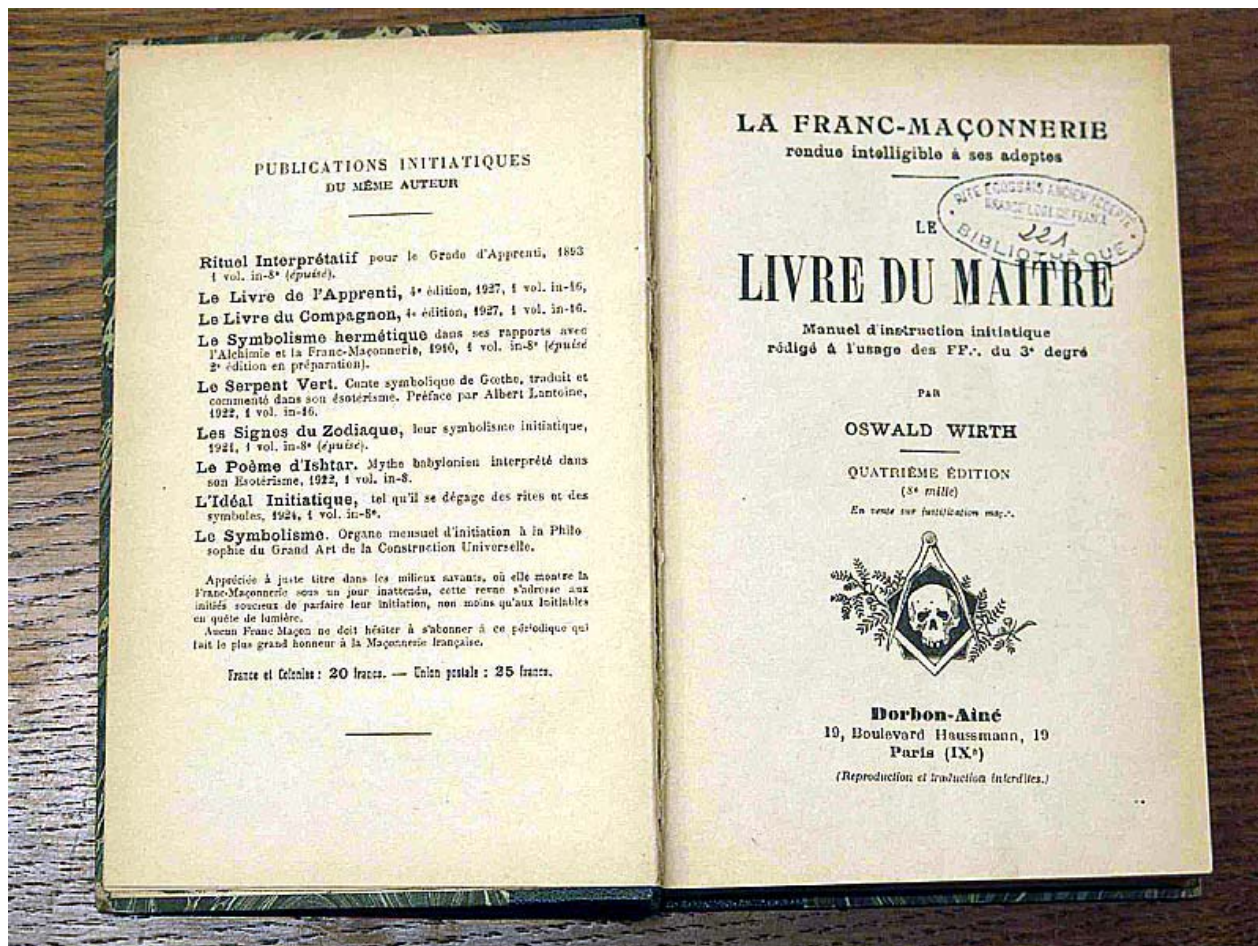 PUBLICATIONS INITIATIQUES
DU MÊME AUTEUR
Rituel Interprétatif pour le Grade d'Apprenti, 1893
1 vol. in-8° (épuisé).
Le Livre de l'Apprenti, 4e édition, 1927, 1 vol. in-16,
Le Livre du Compagnon, 4e édition, 1927, 1 vol. in-16.
Le Symbolisme hermétique dans ses rapports avec
l'Alchimie et la Franc-Maçonnerie, 1910, 1 vol. in-8° (épuisé
2e édition en préparation).
Le Serpent Vert. Conte symbolique de Gœthe, traduit et
commenté dans son ésotérisme. Préface par Albert Lantoine,
1922, 1 vol. in-16.
Les Signes du Zodiaque, leur symbolisme initiatique,
1921, 1 vol. in-8° (épuisé).
Le Poème d'Ishtar. Mythe babylonien interprété dans
son Esotérisme, 1922, 1 vol. in-8.
L'Idéal Initiatique, tel qu'il se dégage des rites et des
symboles, 1924, 1 vol. in-8°.
Le Symbolisme. Organe mensuel d'initiation à la Philo
sophie du Grand Art de la Construction Universelle.
Appréciée à juste titre dans les milieux savants, où elle montre la
Franc-Maçonnerie sous un jour inattendu, cette revue s'adresse aux
initiés soucieux de parfaire leur initiation, non moins qu'aux Initiables
en quête de lumière.
Aucun Franc Maçon ne doit hésiter à s'abonner à ce périodique qui
fait le plus grand honneur à la Maçonnerie française.
France et Colonies : 20 francs. — Union postale : 25 francs.
LA FRANC-MAÇONNERIE
rendue intelligible à ses adeptes
RITE ECOSSAIS ANCIEN ACCEPTÉ
GRANDE LOGE DE FRANCE
221
BIBLIOTHÈQUE
LE
LIVRE DU MAITRE
Manuel d'instruction initiatique
rédigé à l'usage des FF∴ du 3e degré
PAR
OSWALD WIRTH
QUATRIÈME ÉDITION
(8e mille)
En vente sur justification maç∴
Dorbon-Aîné
19, Boulevard Haussmann, 19
Paris (IXe)
(Reproduction et traduction interdites.)